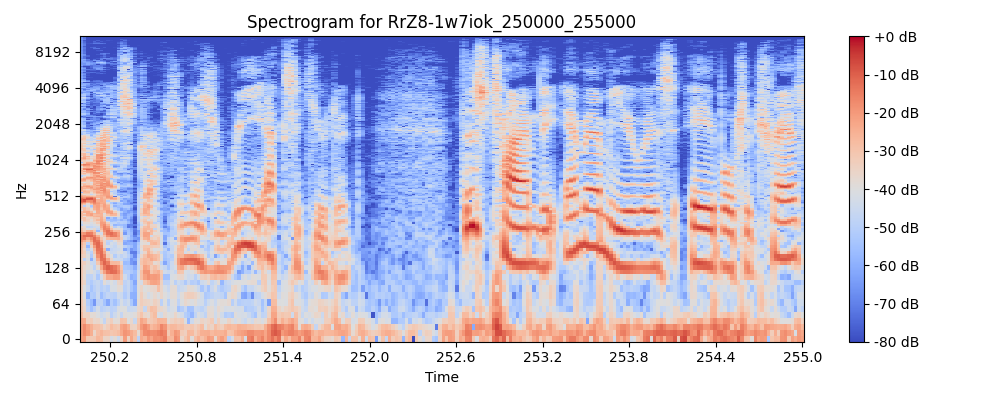 Spectrogram for RrZ8-1w7iok_250000_255000
Hz
8192
4096
2048
1024
512
256
128
64
0
250.2 250.8 251.4 252.0 252.6 253.2 253.8 254.4 255.0
Time
+0 dB
-10 dB
-20 dB
-30 dB
-40 dB
-50 dB
-60 dB
-70 dB
-80 dB